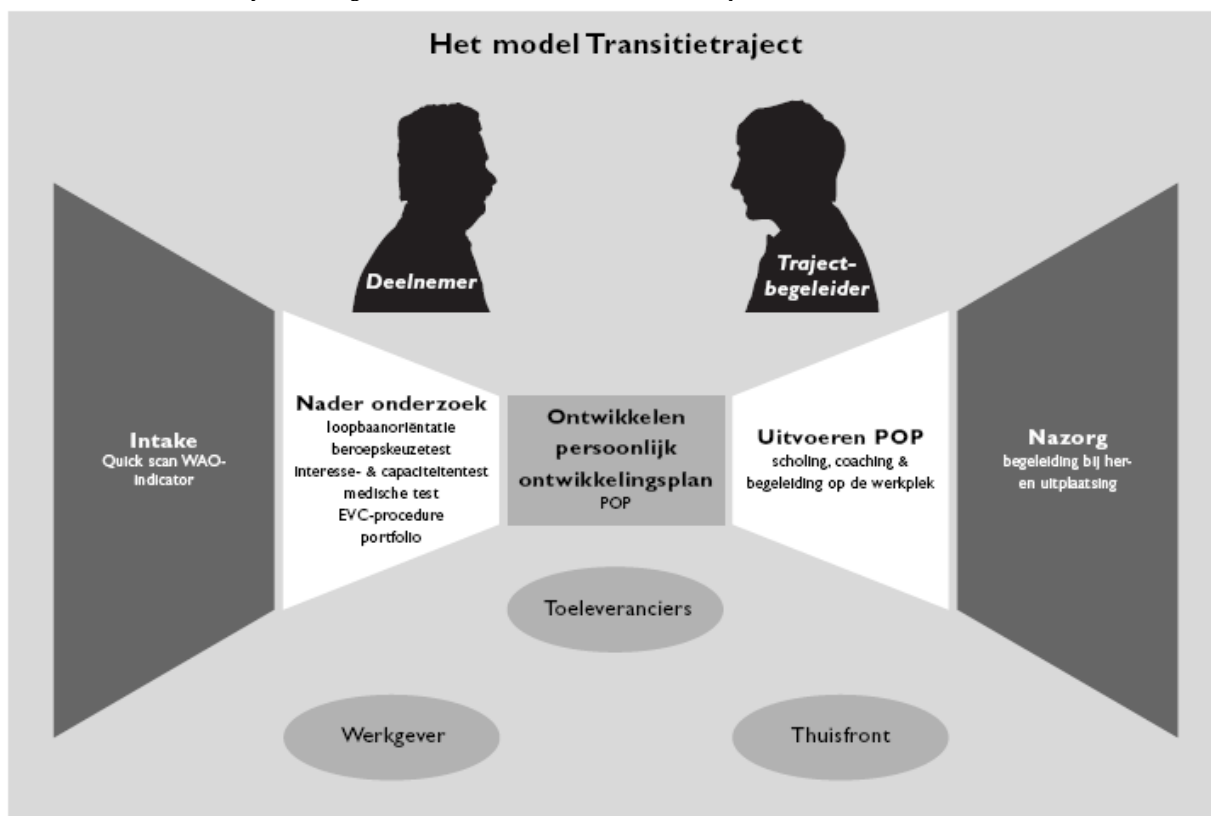 Het model Transitietraject
Deelnemer
Traject-
begeleider
Intake
Quick scan WAO-
indicator
Nader onderzoek
loopbaanoriëntatie
beroepskeuzetest
interesse- & capaciteitentest
medische test
EVC-procedure
portfolio
Ontwikkelen
persoonlijk
ontwikkelingsplan
POP
Uitvoeren POP
scholing, coaching &
begeleiding op de werkplek
Nazorg
begeleiding bij her-
en uitplaatsing
Toeleveranciers
Werkgever
Thuisfront